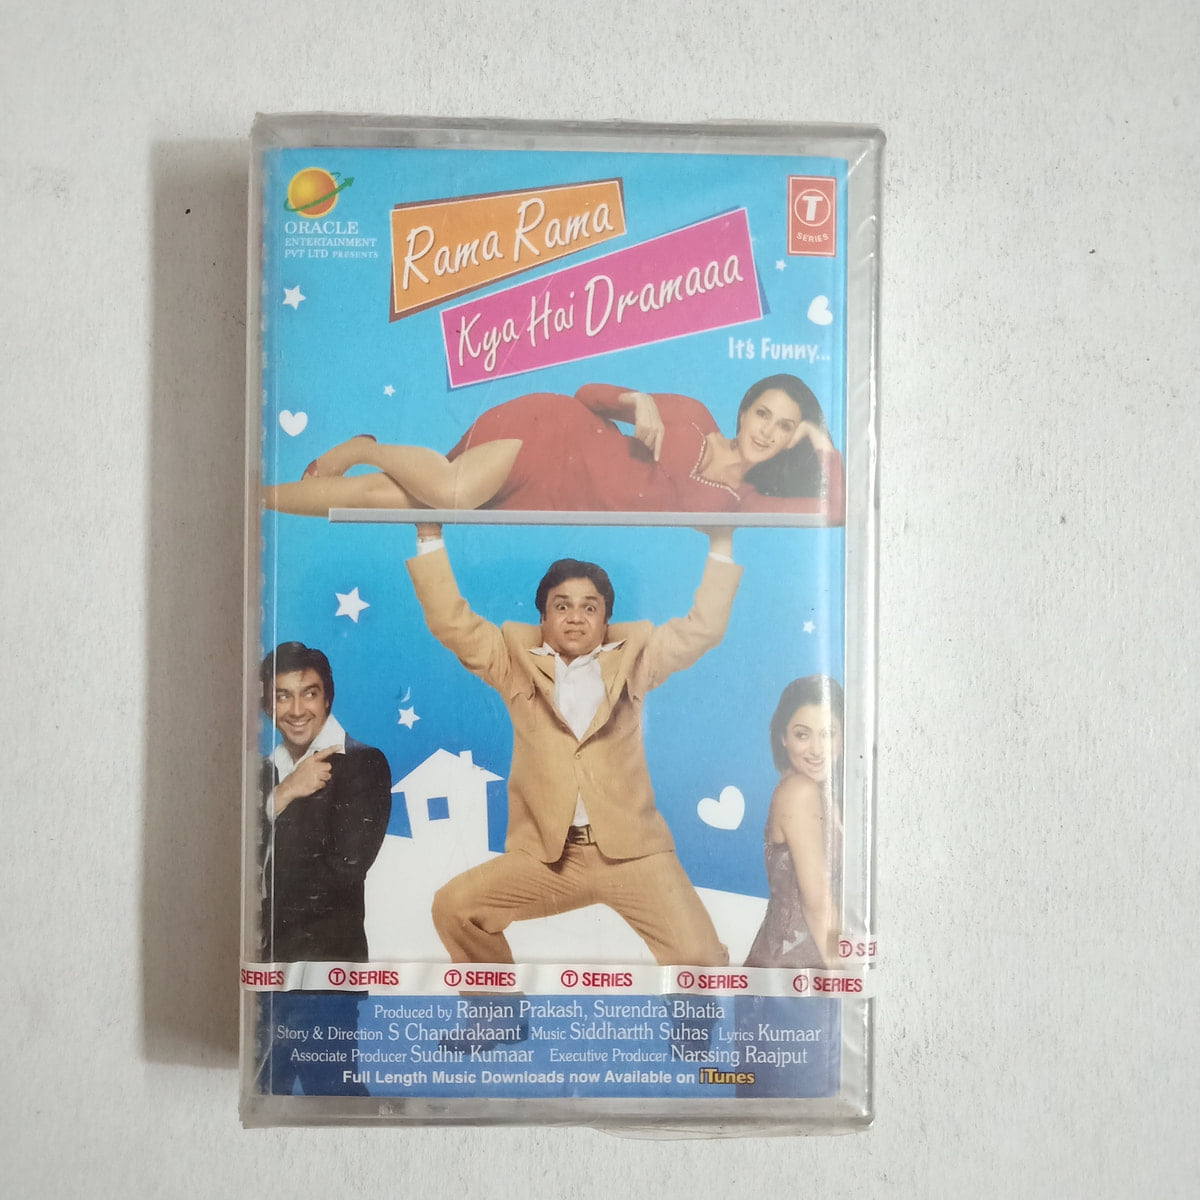 ORACLE
ENTERTAINMENT
PVT LTD PRESENTS
Rama Rama
Kya Hai Dramaaa
It's Funny...
T
SERIES
T SE
SERIES T SERIES T SERIES T SERIES T SERIES T SERIES
Produced by Ranjan Prakash, Surendra Bhatia
Story & Direction S Chandrakaant Music Siddhartth Suhas Lyrics Kumaar
Associate Producer Sudhir Kumaar Executive Producer Narssing Raajput
Full Length Music Downloads now Available on iTunes